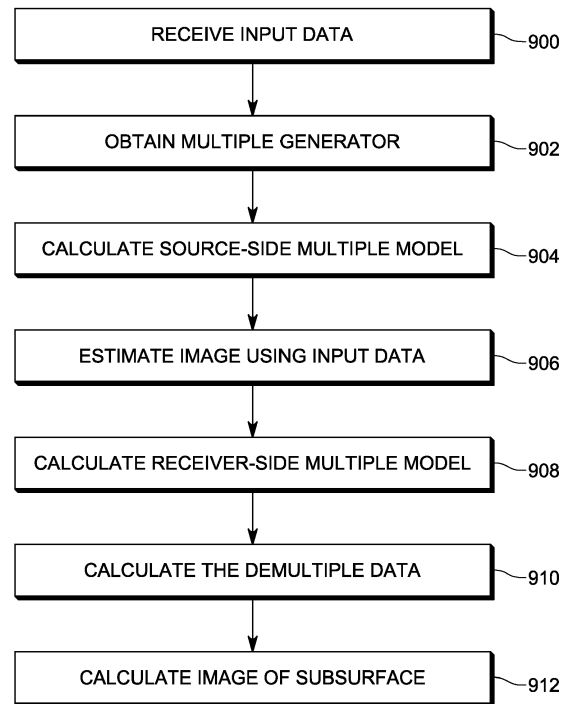 RECEIVE INPUT DATA
900
OBTAIN MULTIPLE GENERATOR
902
CALCULATE SOURCE-SIDE MULTIPLE MODEL
904
ESTIMATE IMAGE USING INPUT DATA
906
CALCULATE RECEIVER-SIDE MULTIPLE MODEL
908
CALCULATE THE DEMULTIPLE DATA
910
CALCULATE IMAGE OF SUBSURFACE
912